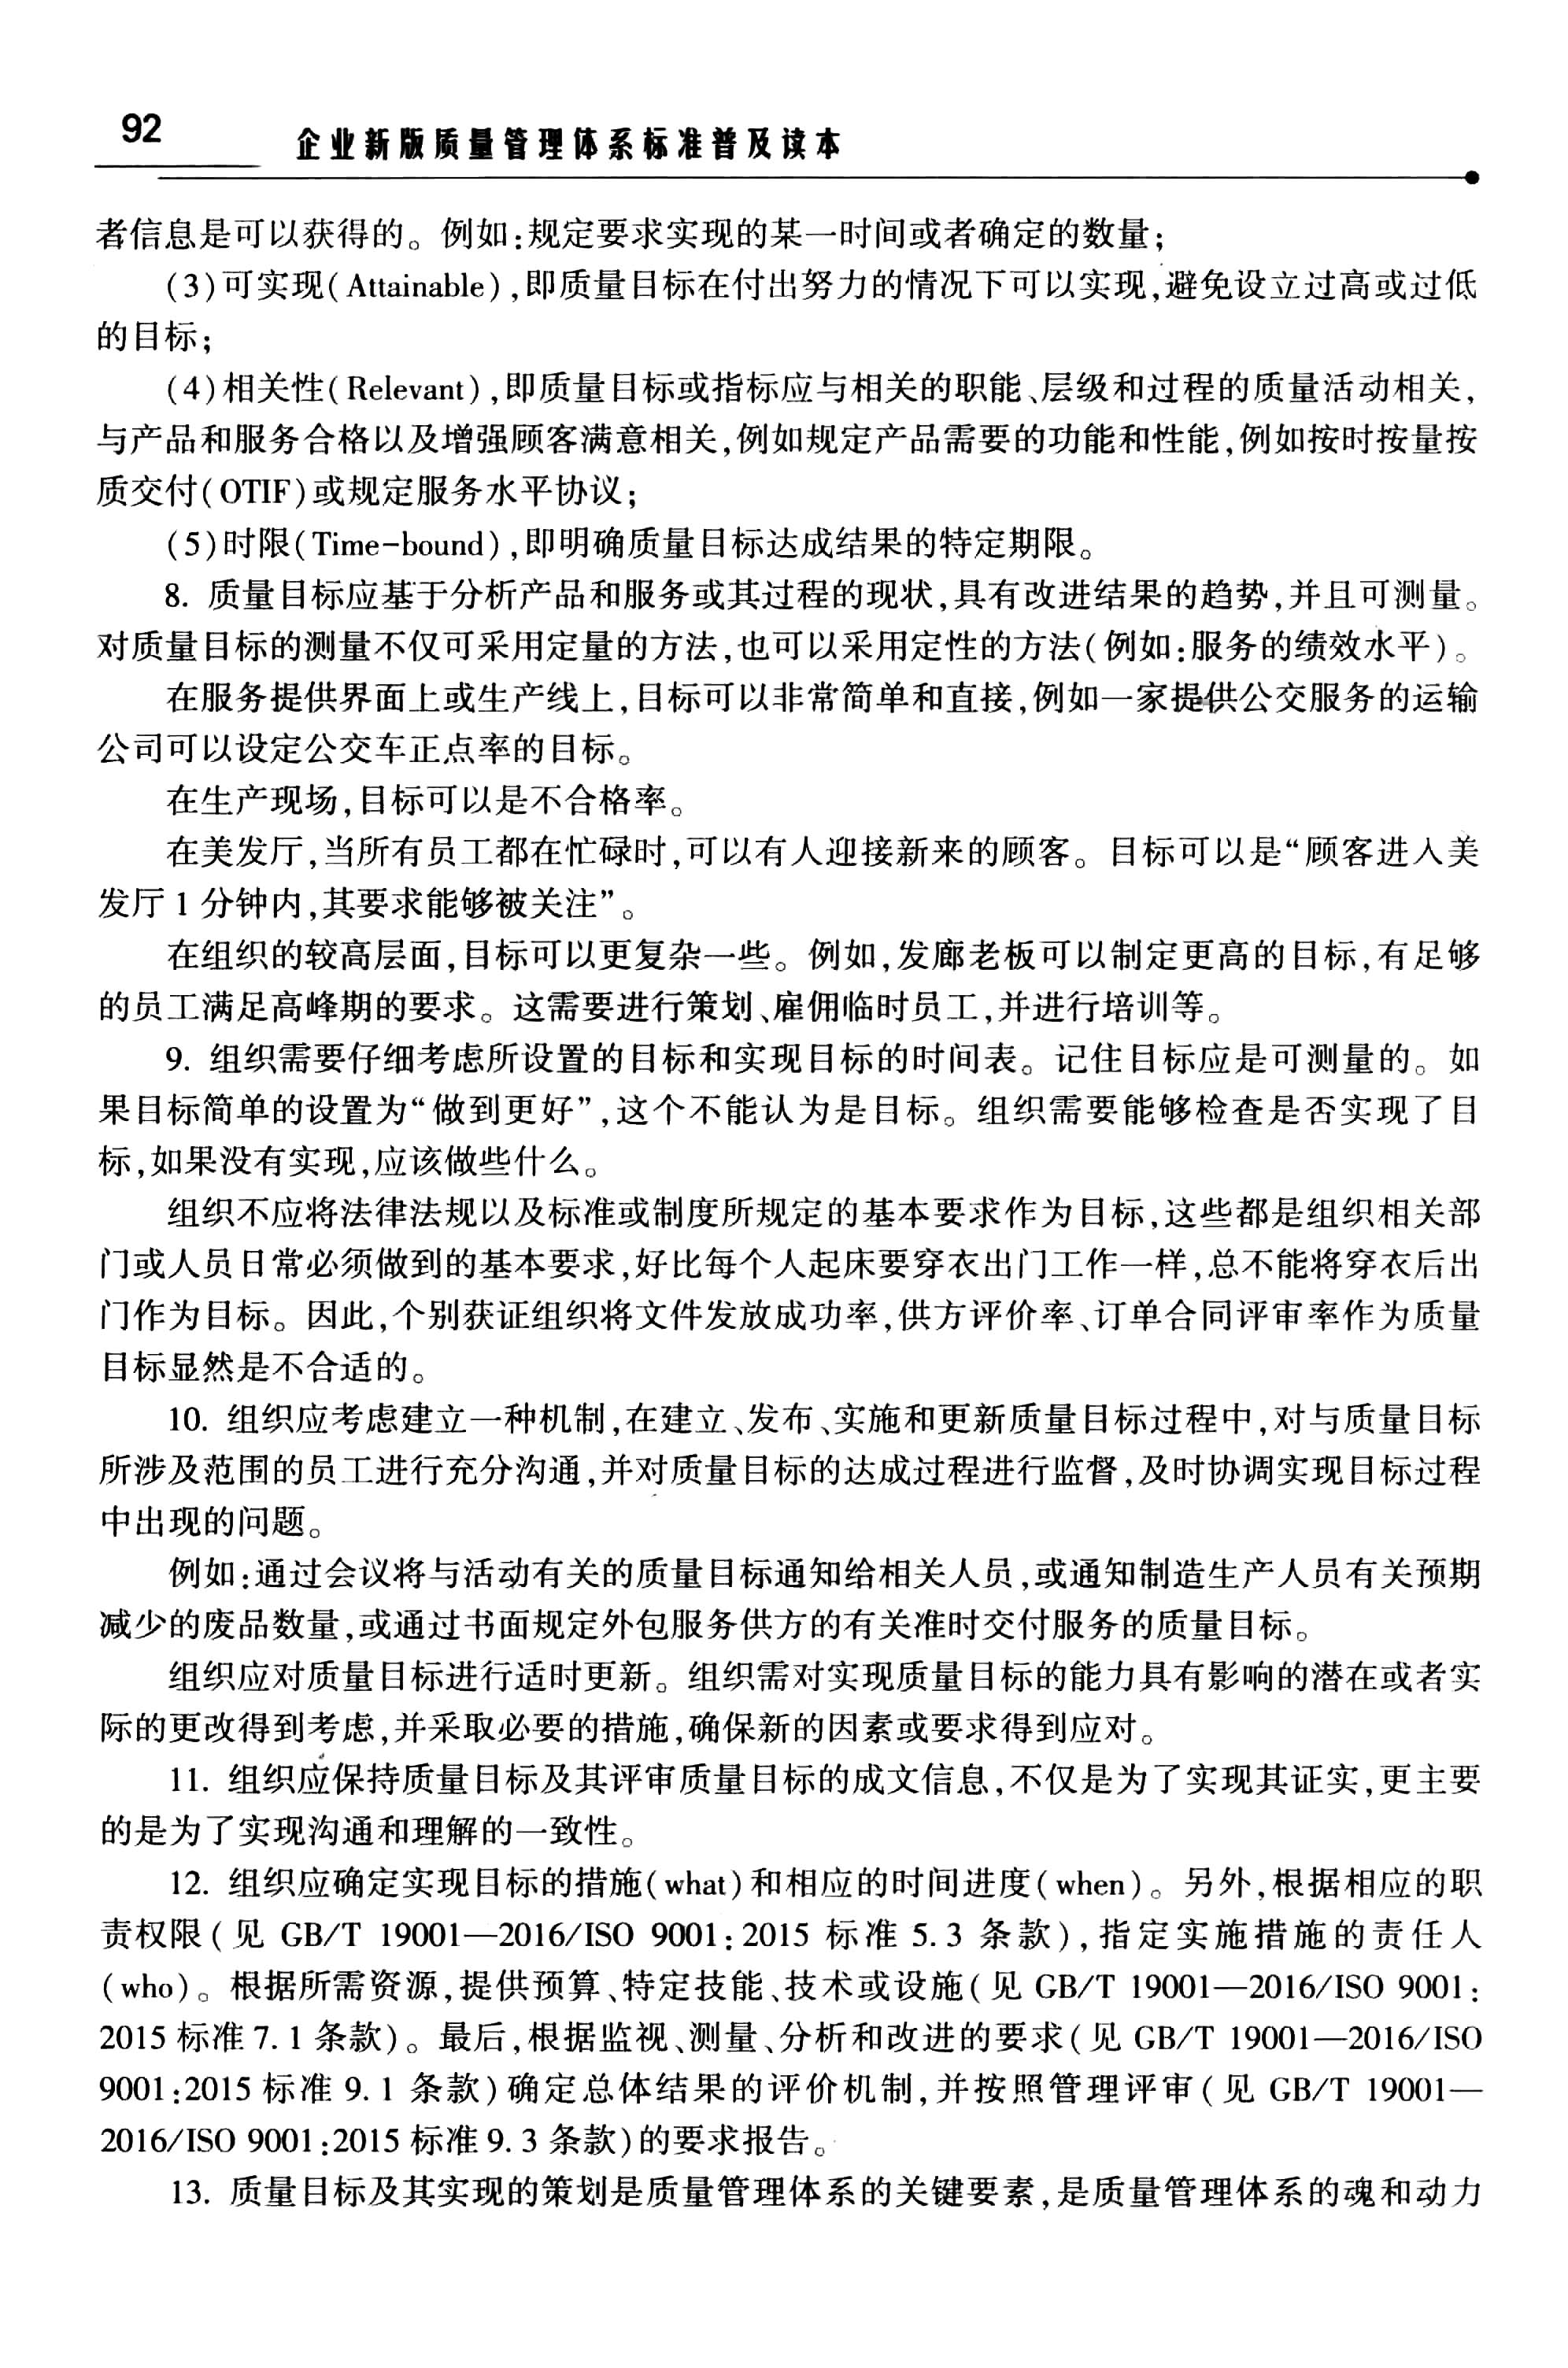 92
企业新版质量管理体系标准普及读本
者信息是可以获得的。例如:规定要求实现的某一时间或者确定的数量;
(3)可实现(Attainable),即质量目标在付出努力的情况下可以实现,避免设立过高或过低
的目标;
(4)相关性(Relevant),即质量目标或指标应与相关的职能、层级和过程的质量活动相关,
与产品和服务合格以及增强顾客满意相关,例如规定产品需要的功能和性能,例如按时按量按
质交付(OTIF)或规定服务水平协议;
(5)时限(Time-bound),即明确质量目标达成结果的特定期限。
8. 质量目标应基于分析产品和服务或其过程的现状,具有改进结果的趋势,并且可测量。
对质量目标的测量不仅可采用定量的方法,也可以采用定性的方法(例如:服务的绩效水平)。
在服务提供界面上或生产线上,目标可以非常简单和直接,例如一家提供公交服务的运输
公司可以设定公交车正点率的目标。
在生产现场,目标可以是不合格率。
在美发厅,当所有员工都在忙碌时,可以有人迎接新来的顾客。目标可以是“顾客进入美
发厅 1 分钟内,其要求能够被关注”。
在组织的较高层面,目标可以更复杂一些。例如,发廊老板可以制定更高的目标,有足够
的员工满足高峰期的要求。这需要进行策划、雇佣临时员工,并进行培训等。
9. 组织需要仔细考虑所设置的目标和实现目标的时间表。记住目标应是可测量的。如
果目标简单的设置为“做到更好”,这个不能认为是目标。组织需要能够检查是否实现了目
标,如果没有实现,应该做些什么。
组织不应将法律法规以及标准或制度所规定的基本要求作为目标,这些都是组织相关部
门或人员日常必须做到的基本要求,好比每个人起床要穿衣出门工作一样,总不能将穿衣后出
门作为目标。因此,个别获证组织将文件发放成功率,供方评价率、订单合同评审率作为质量
目标显然是不合适的。
10. 组织应考虑建立一种机制,在建立、发布、实施和更新质量目标过程中,对与质量目标
所涉及范围的员工进行充分沟通,并对质量目标的达成过程进行监督,及时协调实现目标过程
中出现的问题。
例如:通过会议将与活动有关的质量目标通知给相关人员,或通知制造生产人员有关预期
减少的废品数量,或通过书面规定外包服务供方的有关准时交付服务的质量目标。
组织应对质量目标进行适时更新。组织需对实现质量目标的能力具有影响的潜在或者实
际的更改得到考虑,并采取必要的措施,确保新的因素或要求得到应对。
11. 组织应保持质量目标及其评审质量目标的成文信息,不仅是为了实现其证实,更主要
的是为了实现沟通和理解的一致性。
12. 组织应确定实现目标的措施(what)和相应的时间进度(when)。另外,根据相应的职
责权限(见 GB/T 19001—2016/ISO 9001:2015 标准 5.3 条款),指定实施措施的责任人
(who)。根据所需资源,提供预算、特定技能、技术或设施(见 GB/T 19001—2016/ISO 9001:
2015 标准 7.1 条款)。最后,根据监视、测量、分析和改进的要求(见 GB/T 19001—2016/ISO
9001:2015 标准 9.1 条款)确定总体结果的评价机制,并按照管理评审(见 GB/T 19001—
2016/ISO 9001:2015 标准 9.3 条款)的要求报告。
13. 质量目标及其实现的策划是质量管理体系的关键要素,是质量管理体系的魂和动力